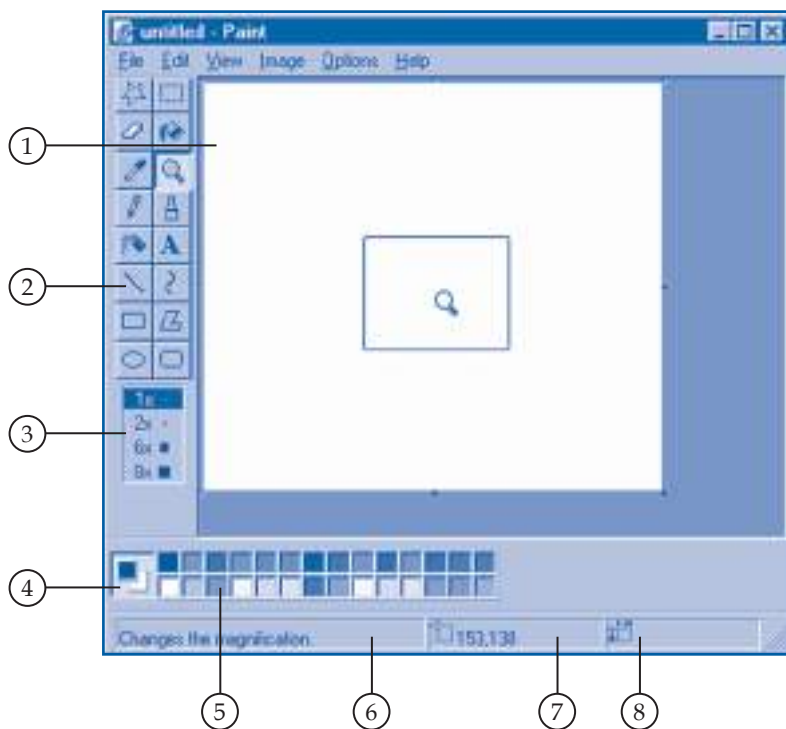 untitled - Paint
File Edit View Image Options Help
1
A
2
1x
2x
3
6x
8x
4
Changes the magnification.
153,138
5 6 7 8